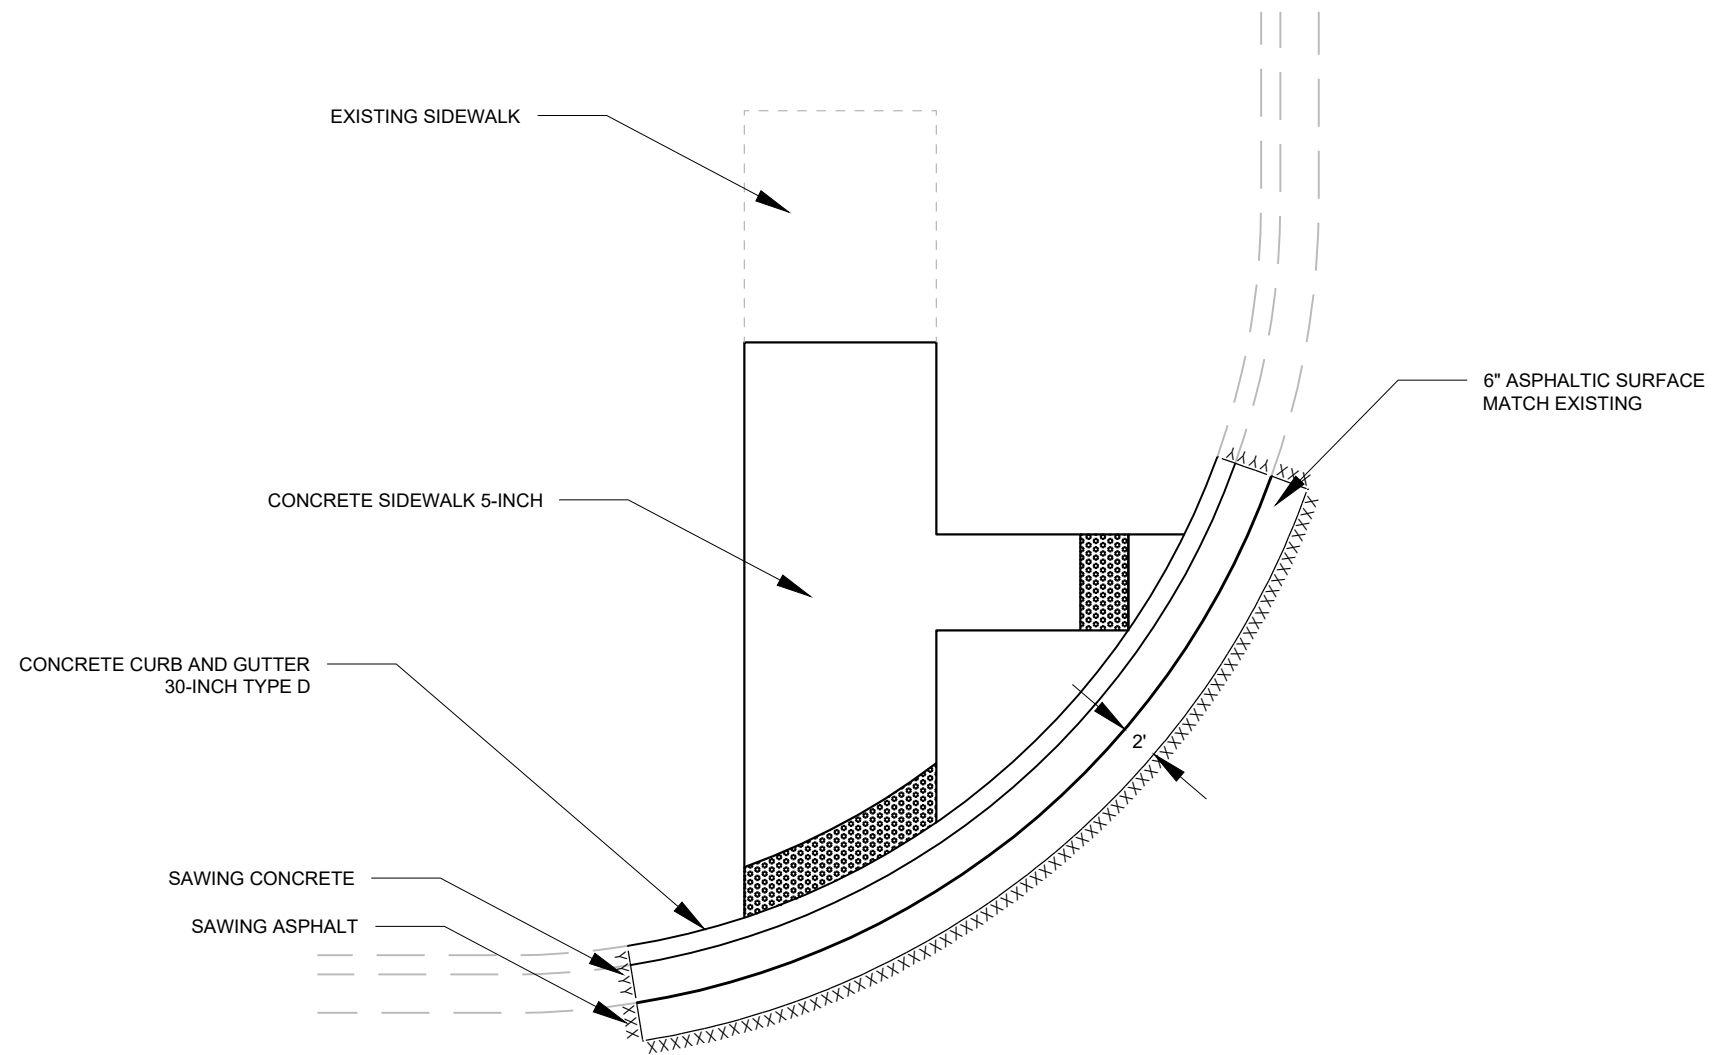 EXISTING SIDEWALK
6" ASPHALTIC SURFACE
MATCH EXISTING
CONCRETE SIDEWALK 5-INCH
CONCRETE CURB AND GUTTER
30-INCH TYPE D
2'
SAWING CONCRETE
SAWING ASPHALT